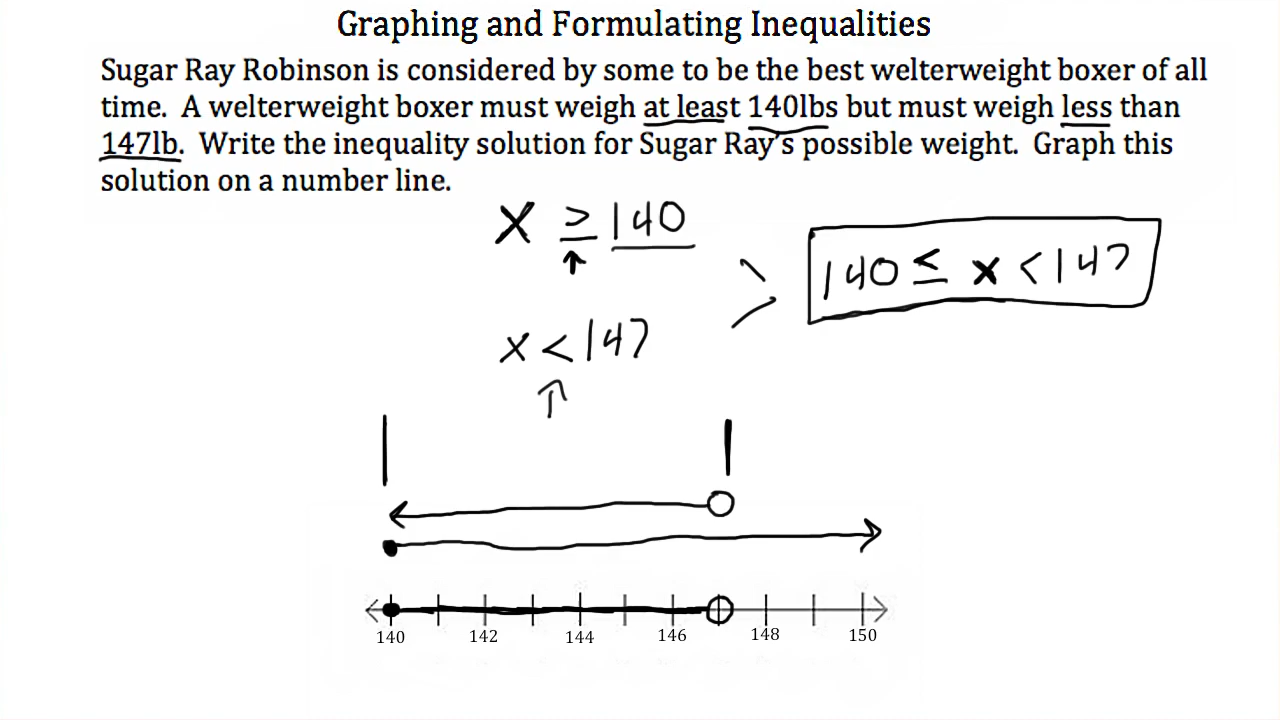 Graphing and Formulating Inequalities
Sugar Ray Robinson is considered by some to be the best welterweight boxer of all
time. A welterweight boxer must weigh at least 140lbs but must weigh less than
147lb. Write the inequality solution for Sugar Ray's possible weight. Graph this
solution on a number line.
x ≥ 140
140 ≤ x < 147
x < 147
140 142 144 146 148 150